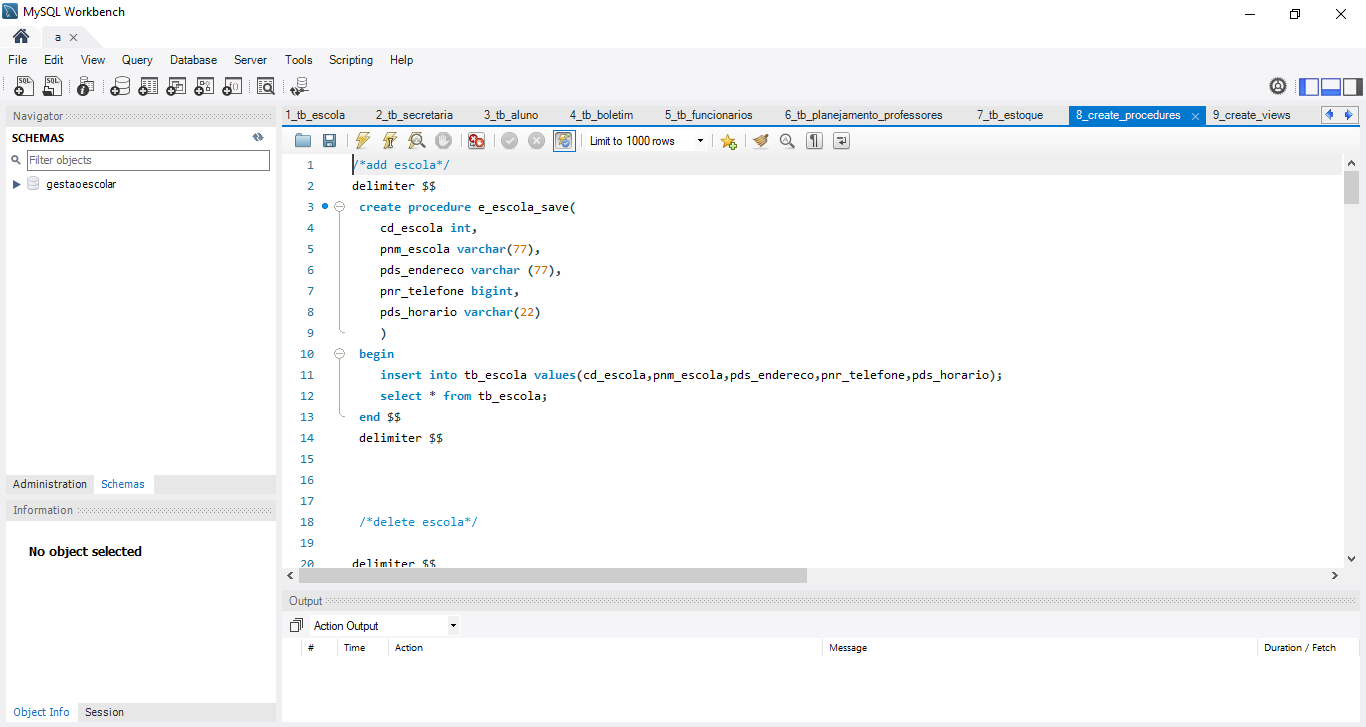 MySQL Workbench
a
File Edit View Query Database Server Tools Scripting Help
Navigator
SCHEMAS
Filter objects
gestaoescolar
Administration Schemas
Information
No object selected
Object Info Session
1_tb_escola 2_tb_secretaria 3_tb_aluno 4_tb_boletim 5_tb_funcionarios 6_tb_planejamento_professores 7_tb_estoque 8_create_procedures 9_create_views
Limit to 1000 rows
1 /*add escola*/
2 delimiter $$
3 create procedure e_escola_save(
4 cd_escola int,
5 pnm_escola varchar(77),
6 pds_endereco varchar (77),
7 pnr_telefone bigint,
8 pds_horario varchar(22)
9 )
10 begin
11 insert into tb_escola values(cd_escola,pnm_escola,pds_endereco,pnr_telefone,pds_horario);
12 select * from tb_escola;
13 end $$
14 delimiter $$
15
16
17
18 /*delete escola*/
19
20 delimiter $$
Output
Action Output
# Time Action Message Duration / Fetch